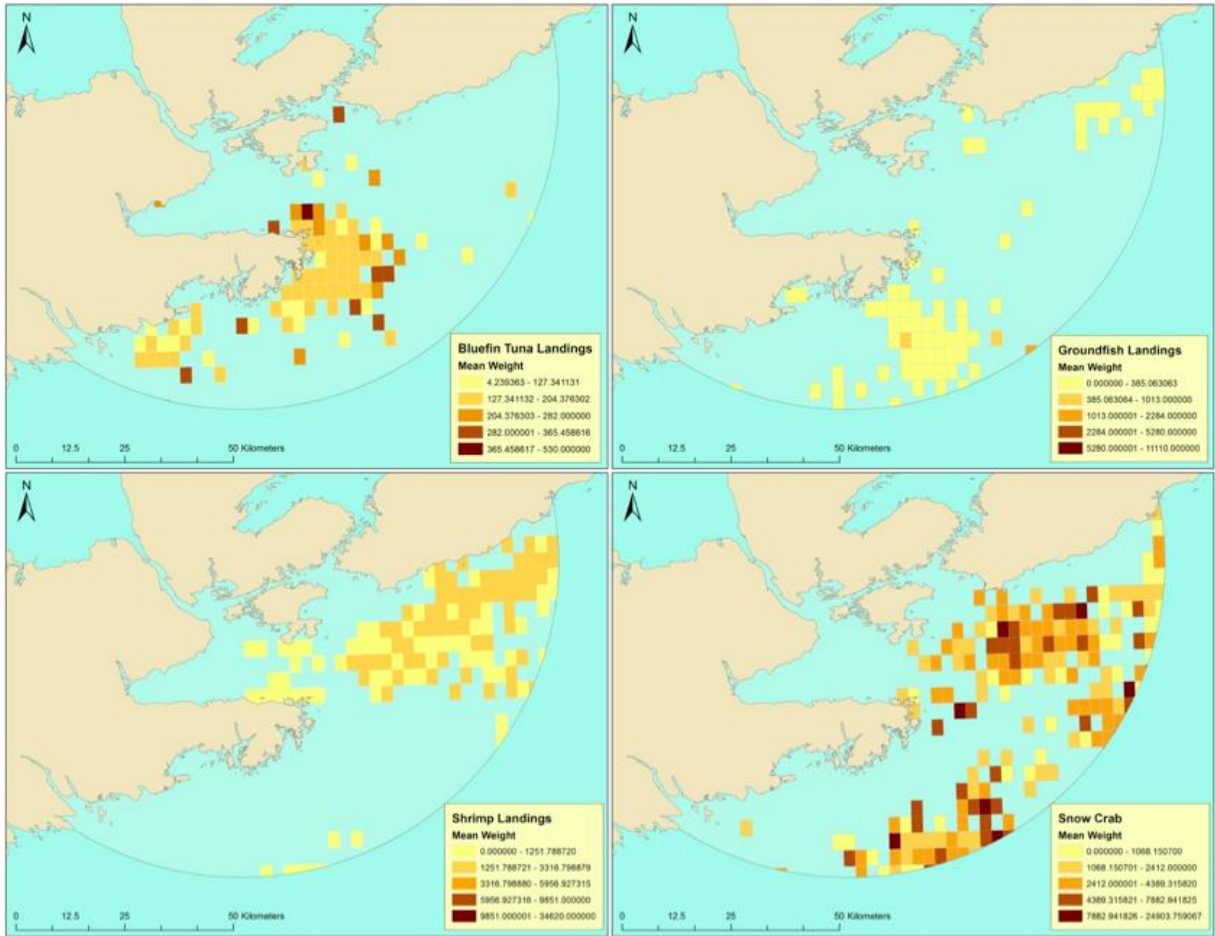 N
Bluefin Tuna Landings
Mean Weight
4.239363 - 127.341131
127.341132 - 204.376302
204.376303 - 282.000000
282.000001 - 365.458616
365.458617 - 530.000000
0 12.5 25 50 Kilometers
N
Groundfish Landings
Mean Weight
0.000000 - 385.063063
385.063064 - 1013.000000
1013.000001 - 2284.000000
2284.000001 - 5280.000000
5280.000001 - 11110.000000
0 12.5 25 50 Kilometers
N
Shrimp Landings
Mean Weight
0.000000 - 1251.788720
1251.788721 - 3316.798879
3316.798880 - 5956.927315
5956.927316 - 9851.000000
9851.000001 - 34620.000000
0 12.5 25 50 Kilometers
N
Snow Crab
Mean Weight
0.000000 - 1068.150700
1068.150701 - 2412.000000
2412.000001 - 4389.315820
4389.315821 - 7882.941825
7882.941826 - 24903.759067
0 12.5 25 50 Kilometers